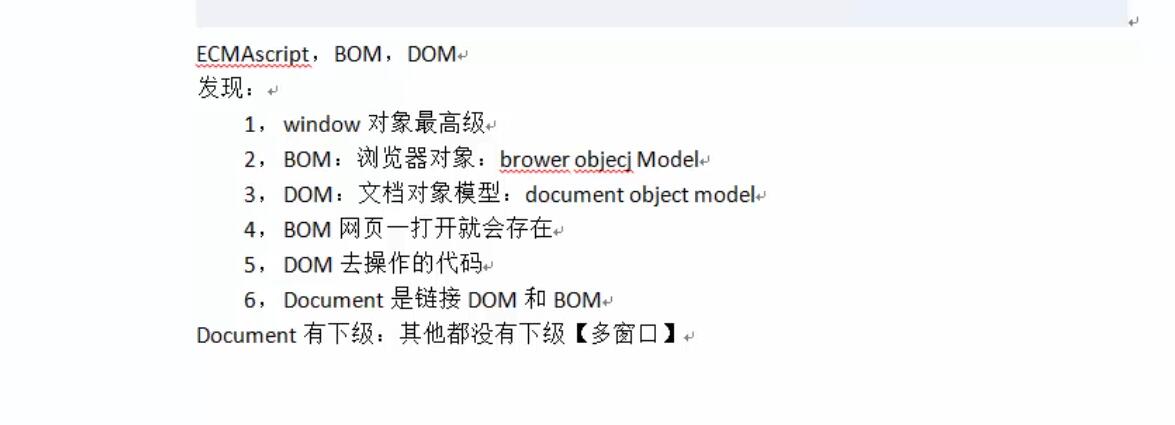 ECMAscript，BOM，DOM
发现：
1，window 对象最高级
2，BOM：浏览器对象：brower objecj Model
3，DOM：文档对象模型：document object model
4，BOM 网页一打开就会存在
5，DOM 去操作的代码
6，Document 是链接 DOM 和 BOM
Document 有下级：其他都没有下级【多窗口】